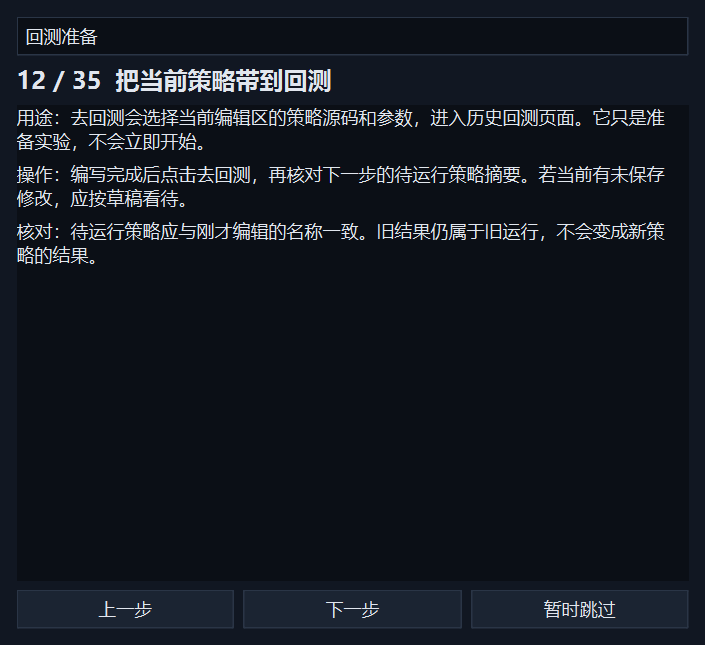 回测准备
12 / 35 把当前策略带到回测
用途：去回测会选择当前编辑区的策略源码和参数，进入历史回测页面。它只是准
备实验，不会立即开始。
操作：编写完成后点击去回测，再核对下一步的待运行策略摘要。若当前有未保存
修改，应按草稿看待。
核对：待运行策略应与刚才编辑的名称一致。旧结果仍属于旧运行，不会变成新策
略的结果。
上一步
下一步
暂时跳过